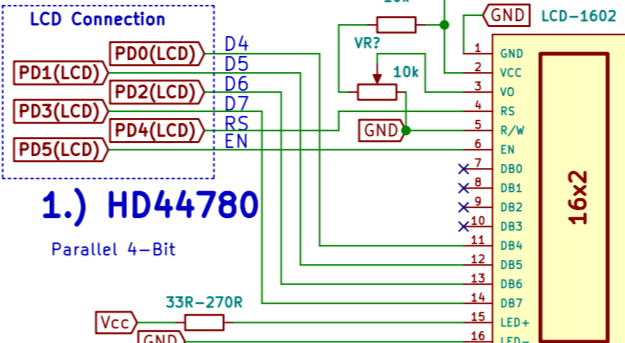 10k
GND
LCD-1602
LCD Connection
VR?
PD0(LCD)
D4
1
GND
PD1(LCD)
D5
10k
2
VCC
PD2(LCD)
D6
3
VO
PD3(LCD)
D7
4
RS
PD4(LCD)
RS
GND
5
R/W
PD5(LCD)
EN
6
EN
7
DB0
8
DB1
9
DB2
10
DB3
16x2
1.) HD44780
Parallel 4-Bit
11
DB4
12
DB5
13
DB6
33R-270R
14
DB7
Vcc
15
LED+
GND
16
LED-